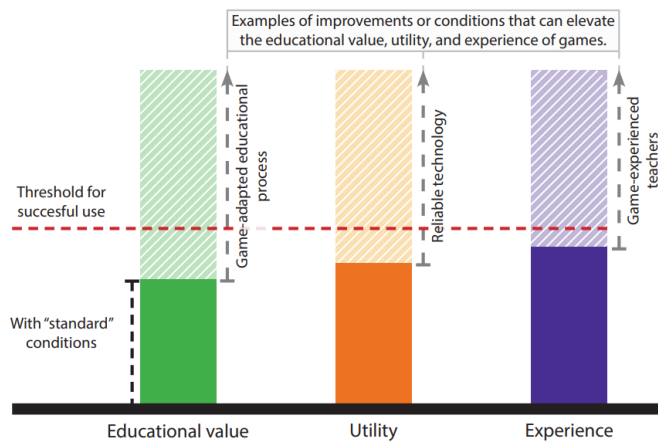 Examples of improvements or conditions that can elevate
the educational value, utility, and experience of games.
Threshold for
succesful use
With “standard”
conditions
Game-adapted educational
process
Reliable technology
Game-experienced
teachers
Educational value
Utility
Experience